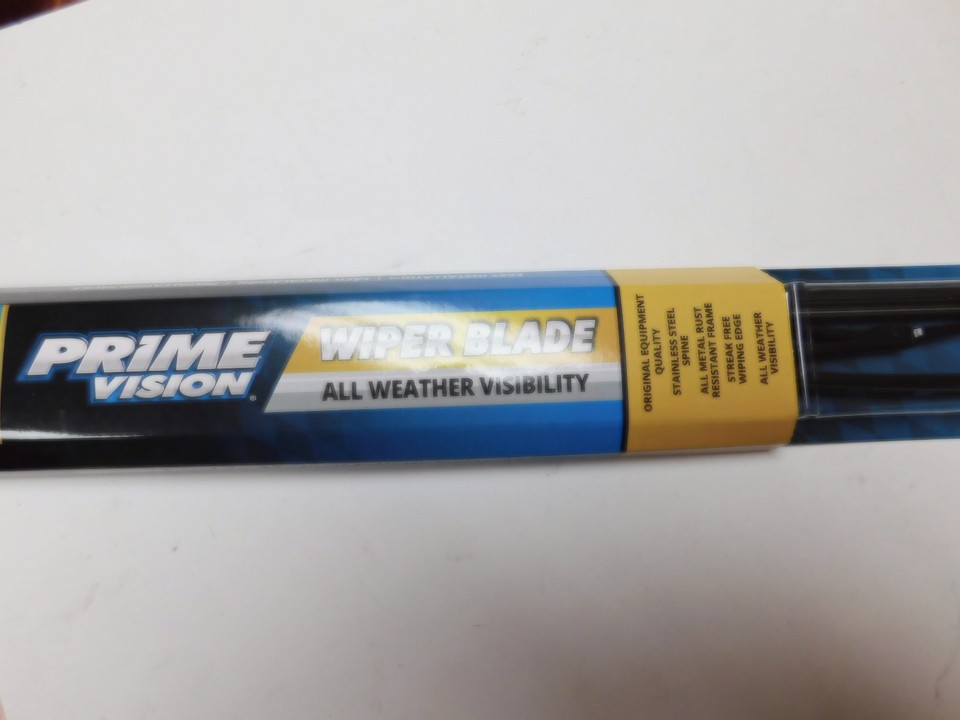 PRIME
VISION®
WIPER BLADE
ALL WEATHER VISIBILITY
ORIGINAL EQUIPMENT
QUALITY
STAINLESS STEEL
SPINE
ALL METAL RUST
RESISTANT FRAME
STREAK FREE
WIPING EDGE
ALL WEATHER
VISIBILITY